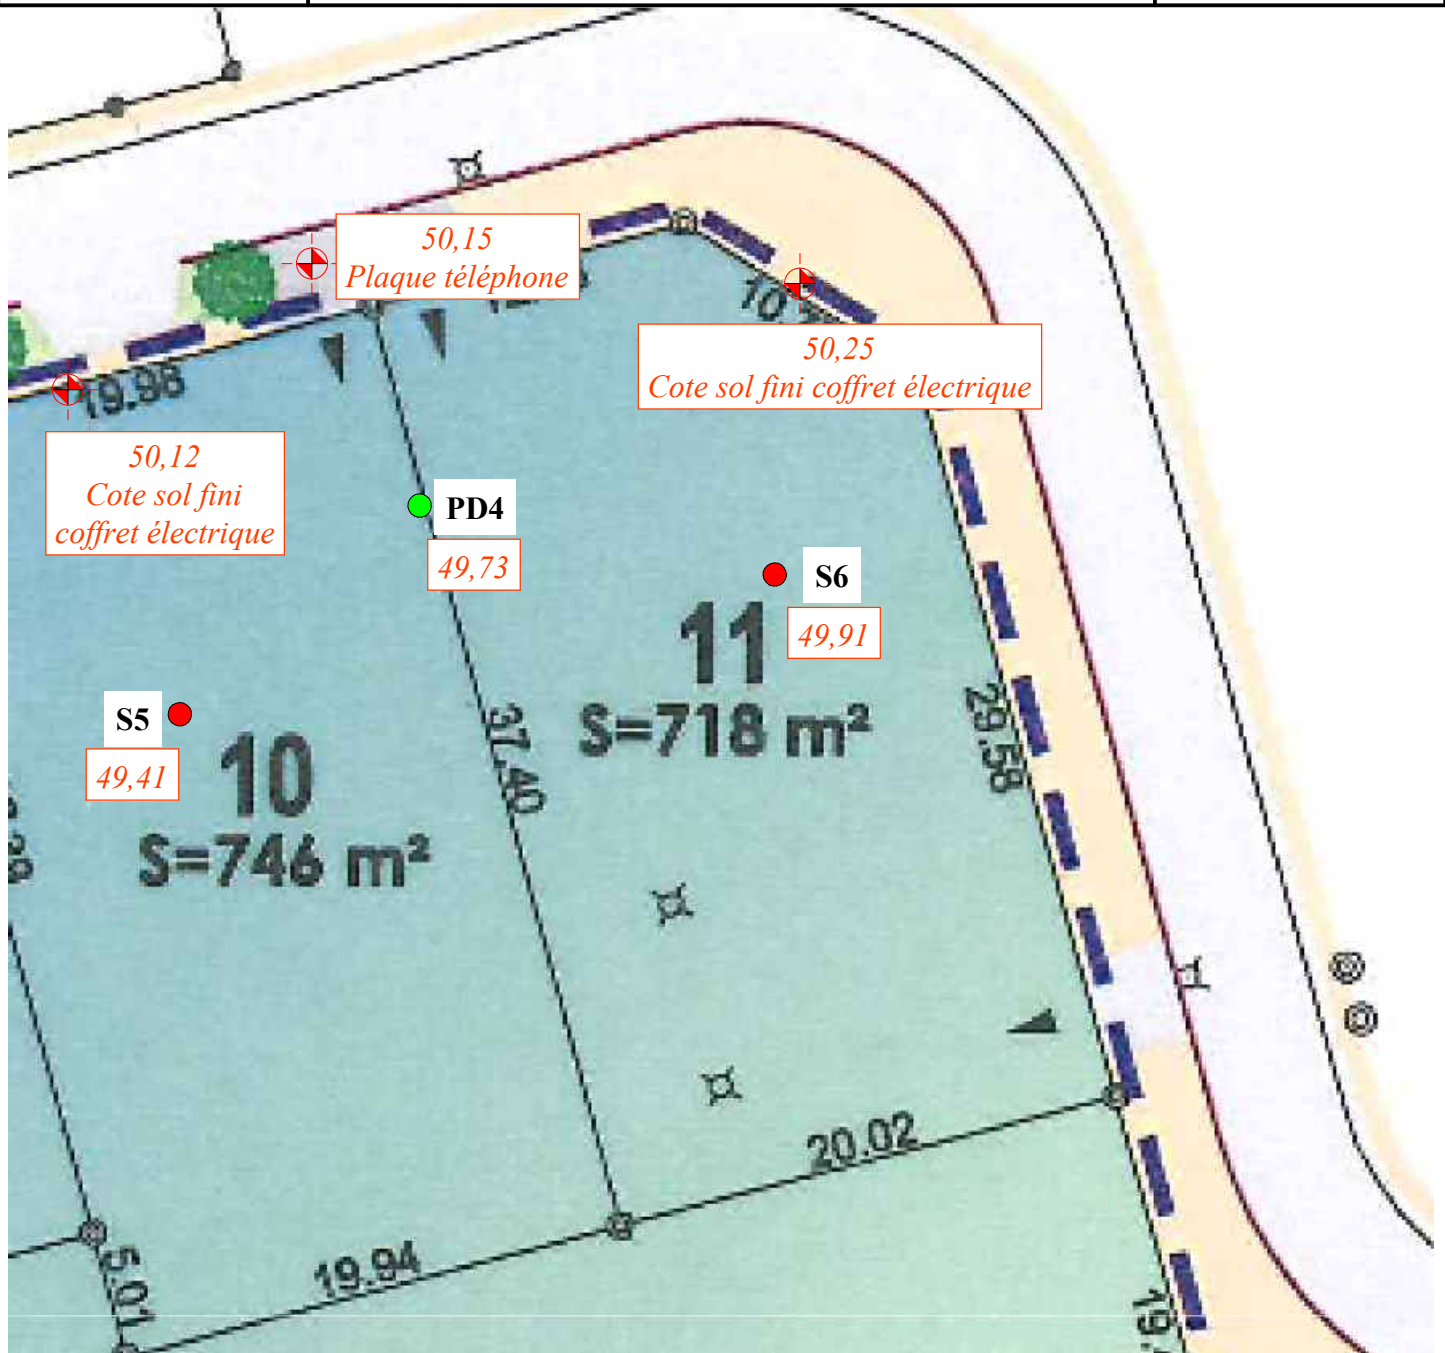 50,15
Plaque téléphone
50,25
Cote sol fini coffret électrique
19.98
50,12
Cote sol fini
coffret électrique
PD4
49,73
S6
49,91
11
S=718 m²
S5
49,41
10
S=746 m²
37.40
29.58
20.02
19.94
5.01